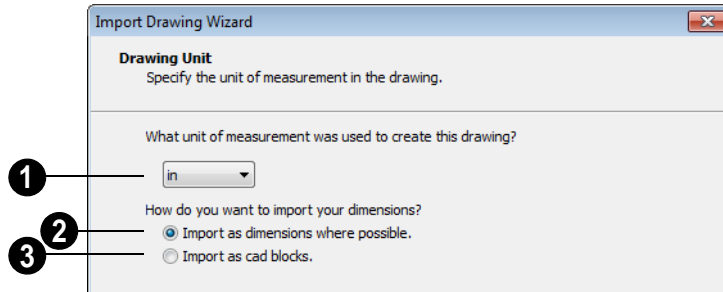 Import Drawing Wizard
Drawing Unit
Specify the unit of measurement in the drawing.
What unit of measurement was used to create this drawing?
1
in
How do you want to import your dimensions?
2
Import as dimensions where possible.
3
Import as cad blocks.